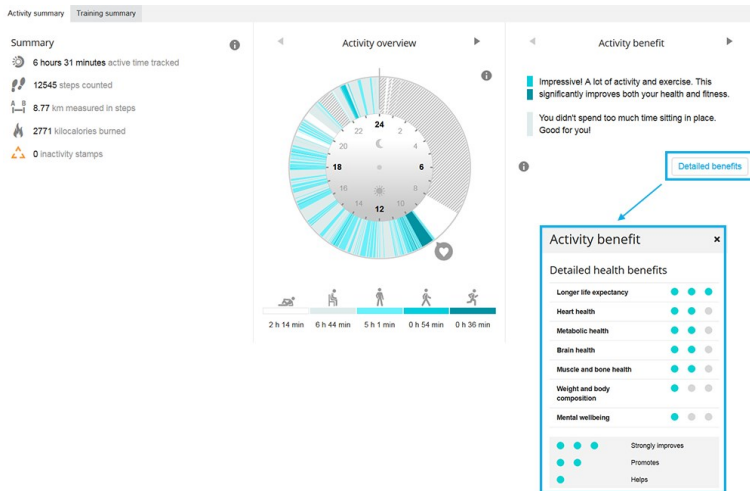 Activity summary
Training summary
Summary
6 hours 31 minutes active time tracked
12545 steps counted
A B
8.77 km measured in steps
2771 kilocalories burned
0 inactivity stamps
Activity overview
24
22 2
20 4
18 6
16 8
14 10
12
2 h 14 min 6 h 44 min 5 h 1 min 0 h 54 min 0 h 36 min
Activity benefit
Impressive! A lot of activity and exercise. This
significantly improves both your health and fitness.
You didn't spend too much time sitting in place.
Good for you!
Detailed benefits
Activity benefit
×
Detailed health benefits
Longer life expectancy
Heart health
Metabolic health
Brain health
Muscle and bone health
Weight and body
composition
Mental wellbeing
Strongly improves
Promotes
Helps